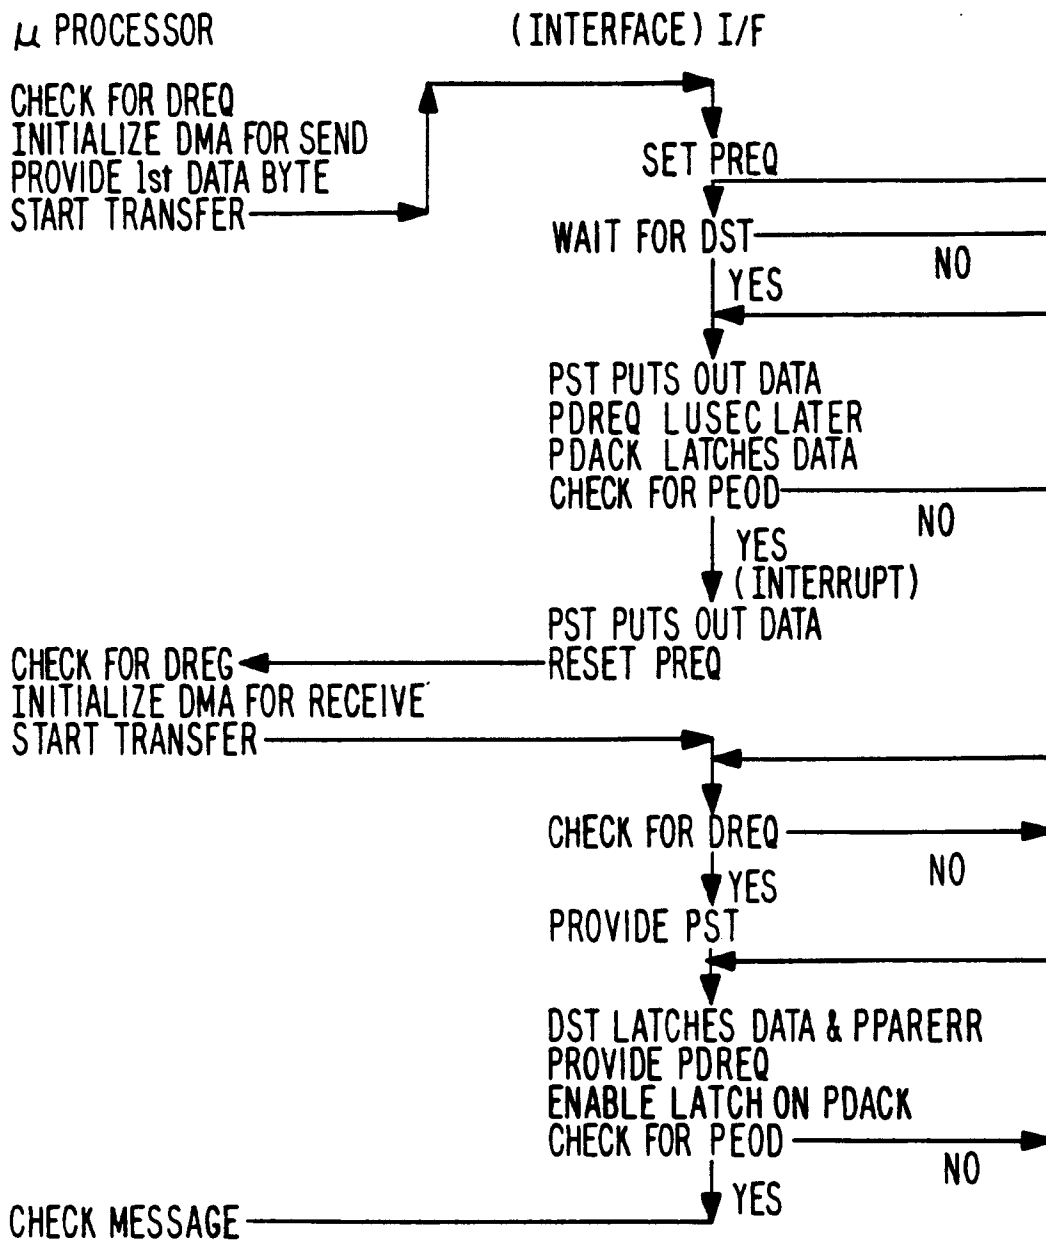 μ PROCESSOR
(INTERFACE) I/F
CHECK FOR DREQ
INITIALIZE DMA FOR SEND
PROVIDE 1st DATA BYTE
START TRANSFER
SET PREQ
WAIT FOR DST
NO
YES
PST PUTS OUT DATA
PDREQ LUSEC LATER
PDACK LATCHES DATA
CHECK FOR PEOD
NO
YES
(INTERRUPT)
PST PUTS OUT DATA
RESET PREQ
CHECK FOR DREG
INITIALIZE DMA FOR RECEIVE
START TRANSFER
CHECK FOR DREQ
NO
YES
PROVIDE PST
DST LATCHES DATA & PPARERR
PROVIDE PDREQ
ENABLE LATCH ON PDACK
CHECK FOR PEOD
NO
YES
CHECK MESSAGE